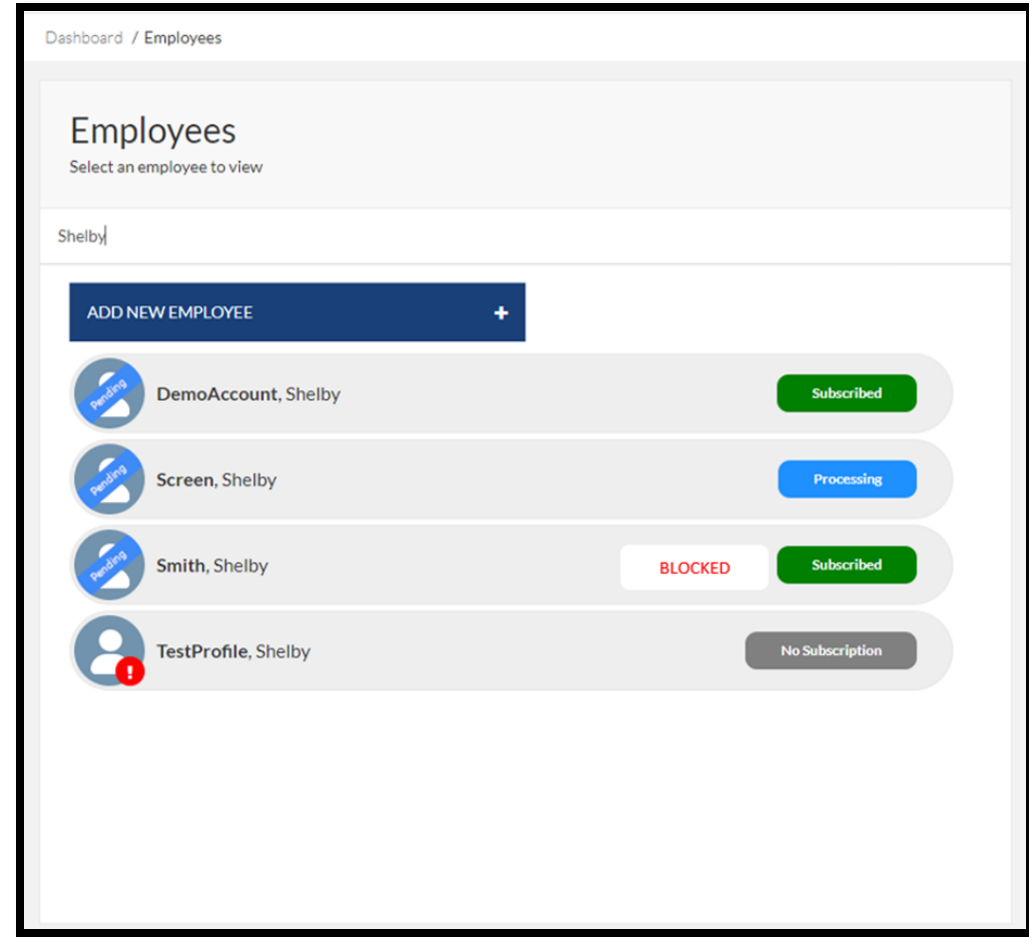 Dashboard / Employees
Employees
Select an employee to view
Shelby
ADD NEW EMPLOYEE +
Pending DemoAccount, Shelby Subscribed
Pending Screen, Shelby Processing
Pending Smith, Shelby BLOCKED Subscribed
! TestProfile, Shelby No Subscription